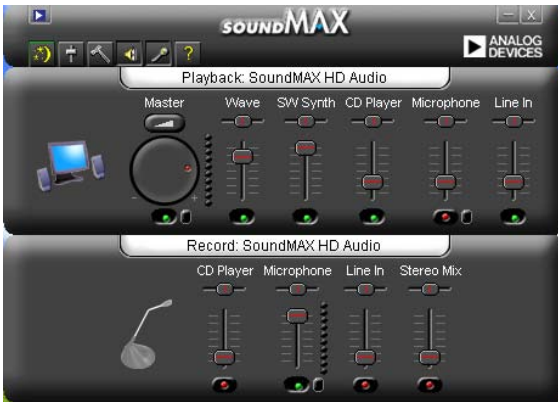 SOUNDMAX
ANALOG
DEVICES
Playback: SoundMAX HD Audio
Master Wave SW Synth CD Player Microphone Line In
- +
Record: SoundMAX HD Audio
CD Player Microphone Line In Stereo Mix